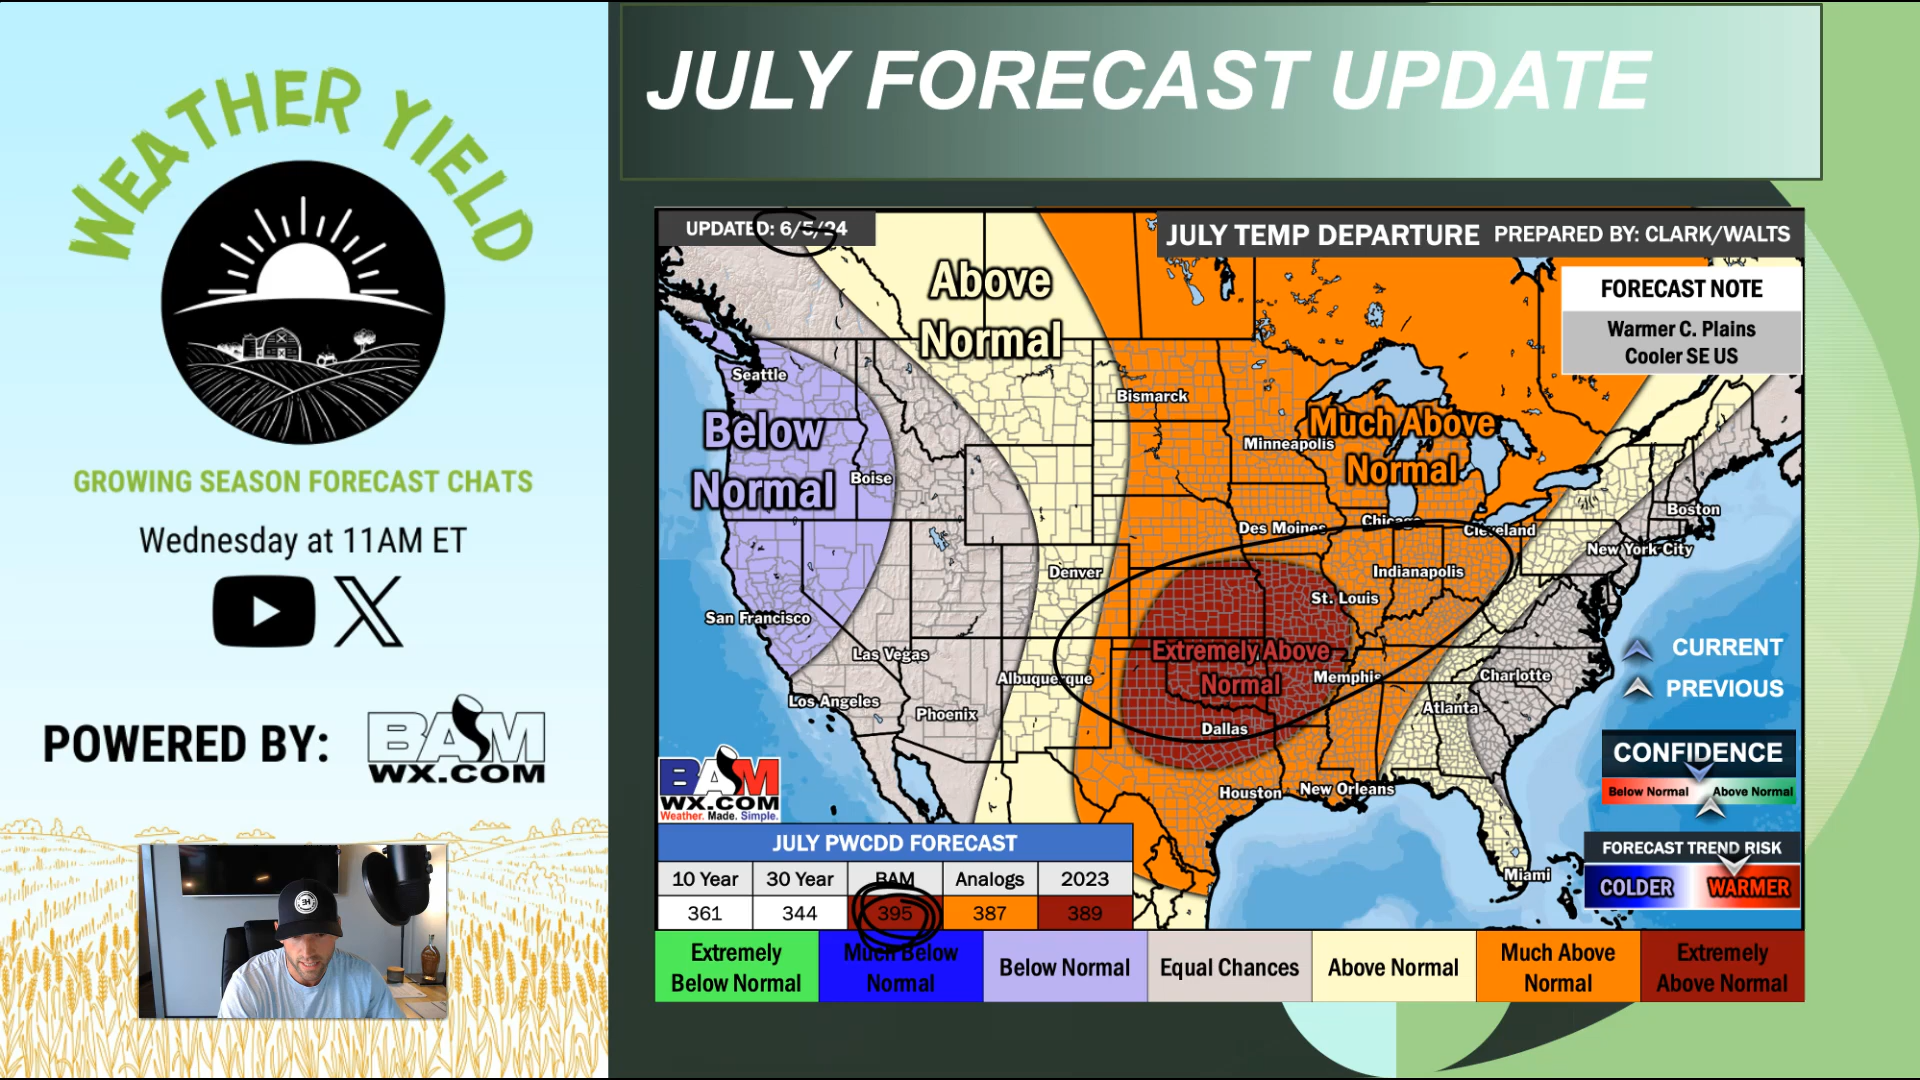 WEATHER YIELD
GROWING SEASON FORECAST CHATS
Wednesday at 11AM ET
POWERED BY:
BAM
WX.COM
JULY FORECAST UPDATE
UPDATED: 6/5/24
JULY TEMP DEPARTURE PREPARED BY: CLARK/WALTS
FORECAST NOTE
Warmer C. Plains
Cooler SE US
Above
Normal
Seattle
Below
Normal
Boise
Bismarck
Minneapolis
Much Above
Normal
Des Moines
Chicago
Cleveland
Boston
New York City
Denver
Indianapolis
St. Louis
San Francisco
Las Vegas
Extremely Above
Normal
Albuquerque
Memphis
Charlotte
Los Angeles
Phoenix
Dallas
Atlanta
Houston
New Orleans
Miami
CURRENT
PREVIOUS
CONFIDENCE
Below Normal Above Normal
FORECAST TREND RISK
COLDER WARMER
BAM
WX.COM
Weather. Made. Simple.
JULY PWCDD FORECAST
10 Year 30 Year BAM Analogs 2023
361 344 395 387 389
Extremely
Below Normal
Much Below
Normal
Below Normal
Equal Chances
Above Normal
Much Above
Normal
Extremely
Above Normal